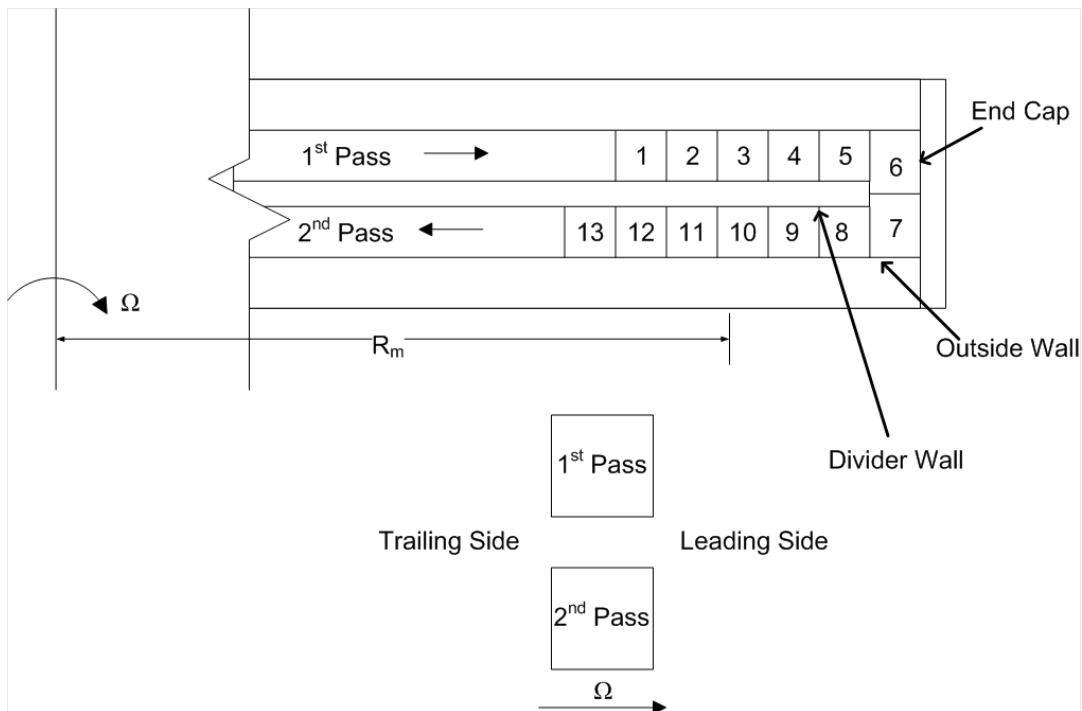 End Cap
1st Pass
1 2 3 4 5 6
2nd Pass
13 12 11 10 9 8 7
Ω
Rm
Outside Wall
Divider Wall
1st Pass
Trailing Side
Leading Side
2nd Pass
Ω